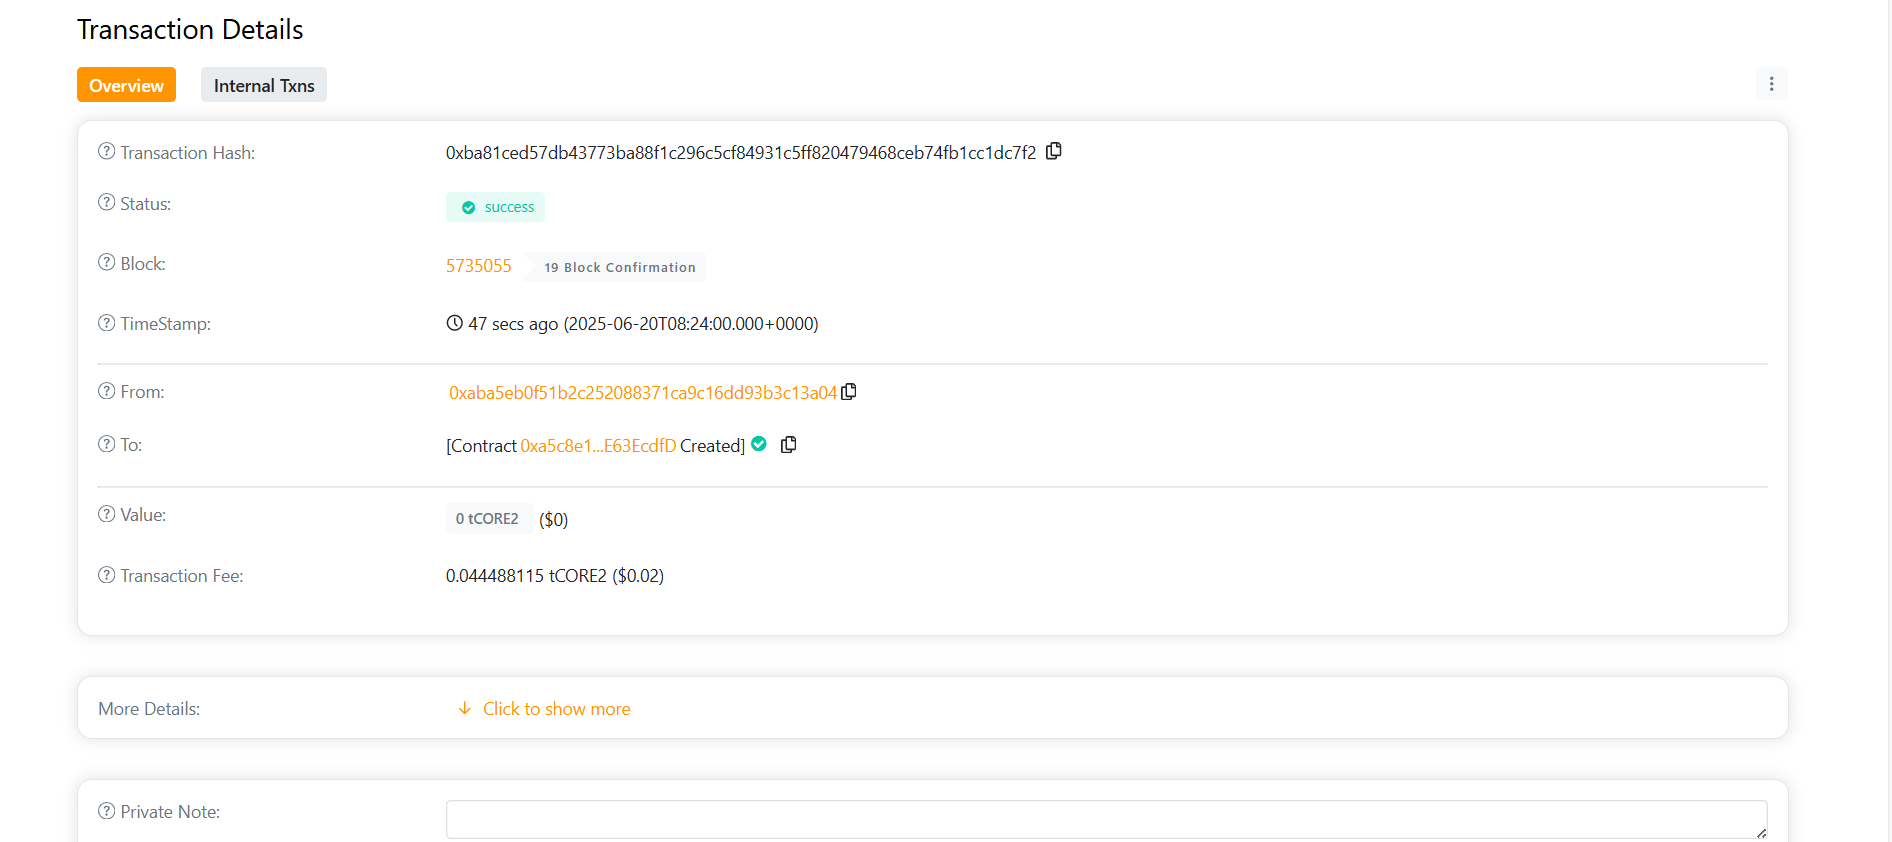 Transaction Details
Overview Internal Txns
Transaction Hash: 0xba81ced57db43773ba88f1c296c5cf84931c5ff820479468ceb74fb1cc1dc7f2
Status: success
Block: 5735055 19 Block Confirmation
TimeStamp: 47 secs ago (2025-06-20T08:24:00.000+0000)
From: 0xaba5eb0f51b2c252088371ca9c16dd93b3c13a04
To: [Contract 0xa5c8e1...E63EcdfD Created]
Value: 0 tCORE2 ($0)
Transaction Fee: 0.044488115 tCORE2 ($0.02)
More Details: Click to show more
Private Note: